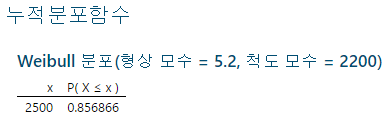 누적분포함수
Weibull 분포(형상 모수 = 5.2, 척도 모수 = 2200)
x P( X ≤ x )
2500 0.856866